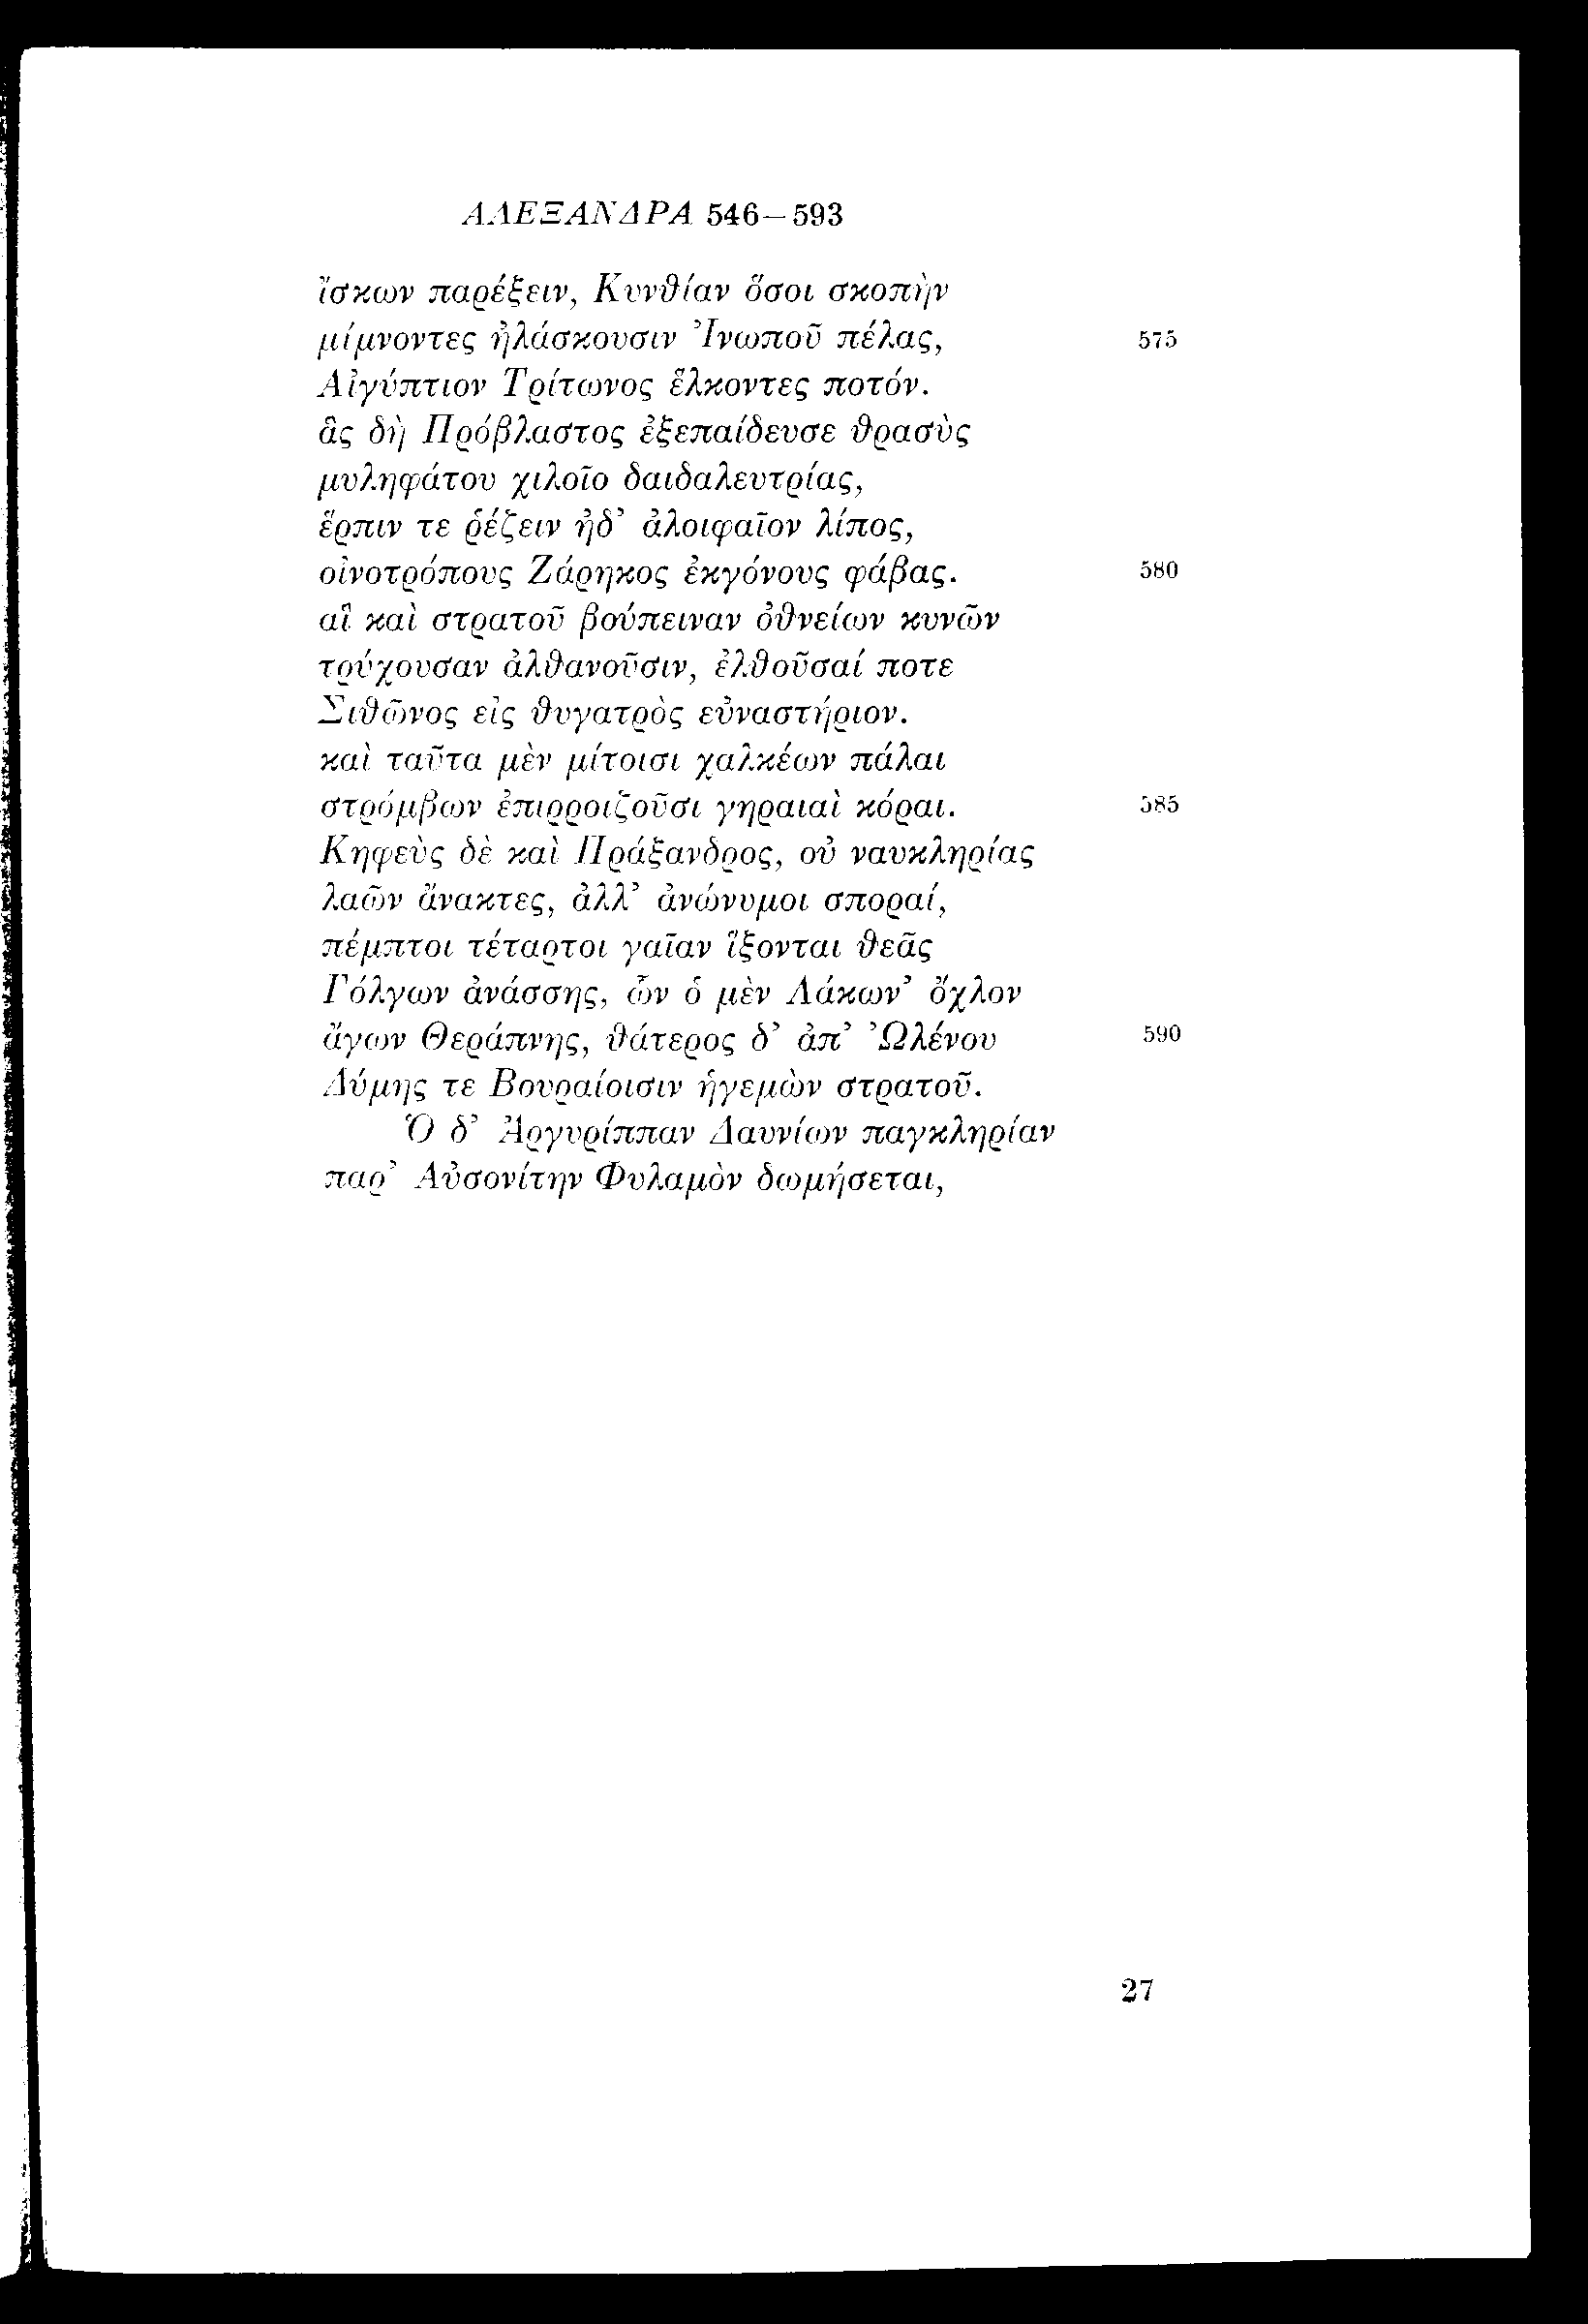 ΑΛΕΞΑΝΔΡΑ 546–593
ἴσκων παρέξειν, Κυνθίαν ὅσοι σκοπὴν
μίμνοντες ἠλάσκουσιν Ἰνωποῦ πέλας, 575
Αἰγύπτιον Τρίτωνος ἕλκοντες ποτόν.
ἃς δὴ Πρόβλαστος ἐξεπαίδευσε θρασὺς
μυληφάτου χιλοῖο δαιδαλευτρίας,
ἕρπιν τε ῥέζειν ἠδ’ ἀλοιφαῖον λίπος,
οἰνοτρόπους Ζάρηκος ἐκγόνους φάβας. 580
αἳ καὶ στρατοῦ βούπειναν ὀθνείων κυνῶν
τρύχουσαν ἀλθανοῦσιν, ἐλθοῦσαί ποτε
Σιθῶνος εἰς θυγατρὸς εὐναστήριον.
καὶ ταῦτα μὲν μίτοισι χαλκέων πάλαι
στρόμβων ἐπιρροιζοῦσι γηραιαὶ κόραι. 585
Κηφεὺς δὲ καὶ Πράξανδρος, οὐ ναυκληρίας
λαῶν ἄνακτες, ἀλλ’ ἀνώνυμοι σποραί,
πέμπτοι τέταρτοι γαῖαν ἵξονται θεᾶς
Γόλγων ἀνάσσης, ὧν ὁ μὲν Λάκων’ ὄχλον
ἄγων Θεράπνης, θάτερος δ’ ἀπ’ Ὠλένου 590
Δύμης τε Βουραίοισιν ἡγεμὼν στρατοῦ.
Ὁ δ’ Ἀργυρίππαν Δαυνίων παγκληρίαν
παρ’ Αὐσονίτην Φυλαμὸν δωμήσεται,
27